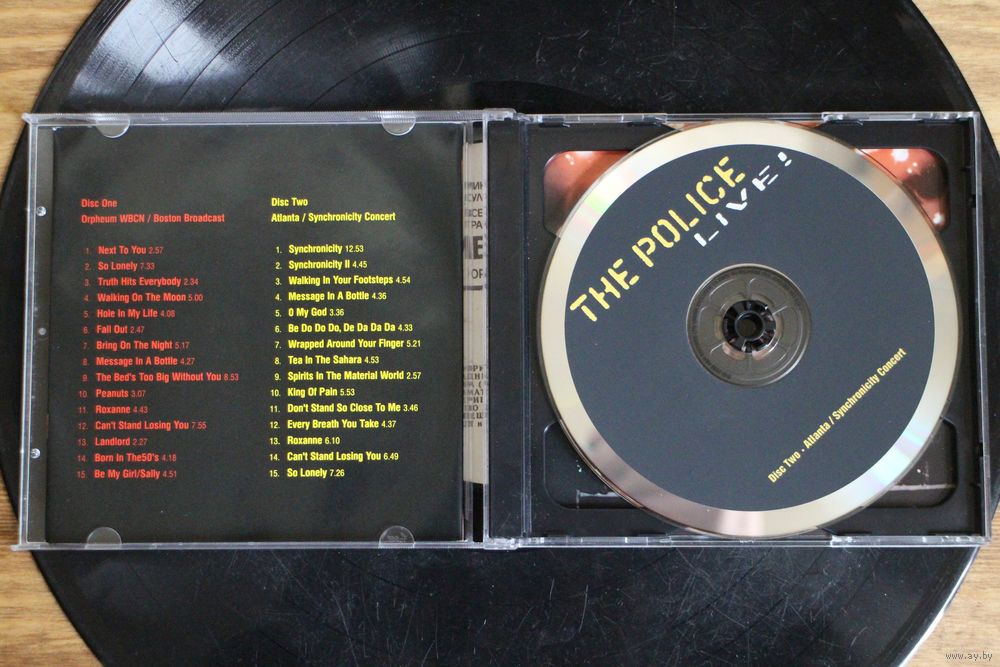 Disc One
Orpheum WBCN / Boston Broadcast
1. Next To You 2.57
2. So Lonely 7.33
3. Truth Hits Everybody 2.34
4. Walking On The Moon 5.00
5. Hole In My Life 4.08
6. Fall Out 2.47
7. Bring On The Night 5.17
8. Message In A Bottle 4.27
9. The Bed's Too Big Without You 8.53
10. Peanuts 3.07
11. Roxanne 4.43
12. Can't Stand Losing You 7.55
13. Landlord 2.27
14. Born In The50's 4.18
15. Be My Girl/Sally 4.51
Disc Two
Atlanta / Synchronicity Concert
1. Synchronicity 12.53
2. Synchronicity II 4.45
3. Walking In Your Footsteps 4.54
4. Message In A Bottle 4.36
5. O My God 3.36
6. Be Do Do Do, De Da Da Da 4.33
7. Wrapped Around Your Finger 5.21
8. Tea In The Sahara 4.53
9. Spirits In The Material World 2.57
10. King Of Pain 5.53
11. Don't Stand So Close To Me 3.46
12. Every Breath You Take 4.37
13. Roxanne 6.10
14. Can't Stand Losing You 6.49
15. So Lonely 7.26
THE POLICE
LIVE!
Disc Two - Atlanta / Synchronicity Concert
www.ay.by